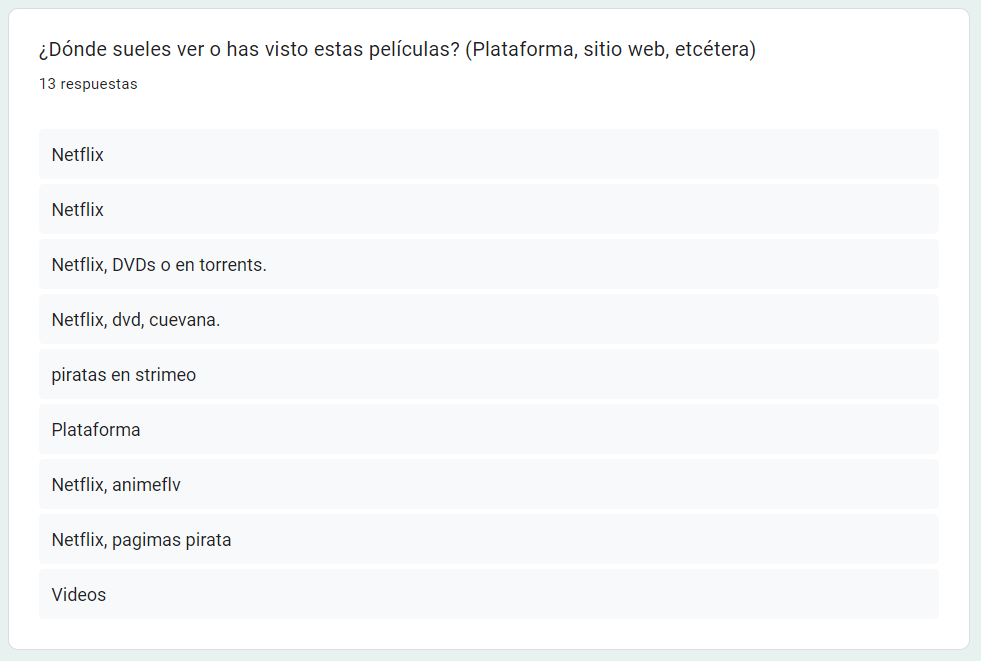 ¿Dónde sueles ver o has visto estas películas? (Plataforma, sitio web, etcétera)
13 respuestas
Netflix
Netflix
Netflix, DVDs o en torrents.
Netflix, dvd, cuevana.
piratas en strimeo
Plataforma
Netflix, animeflv
Netflix, pagimas pirata
Videos